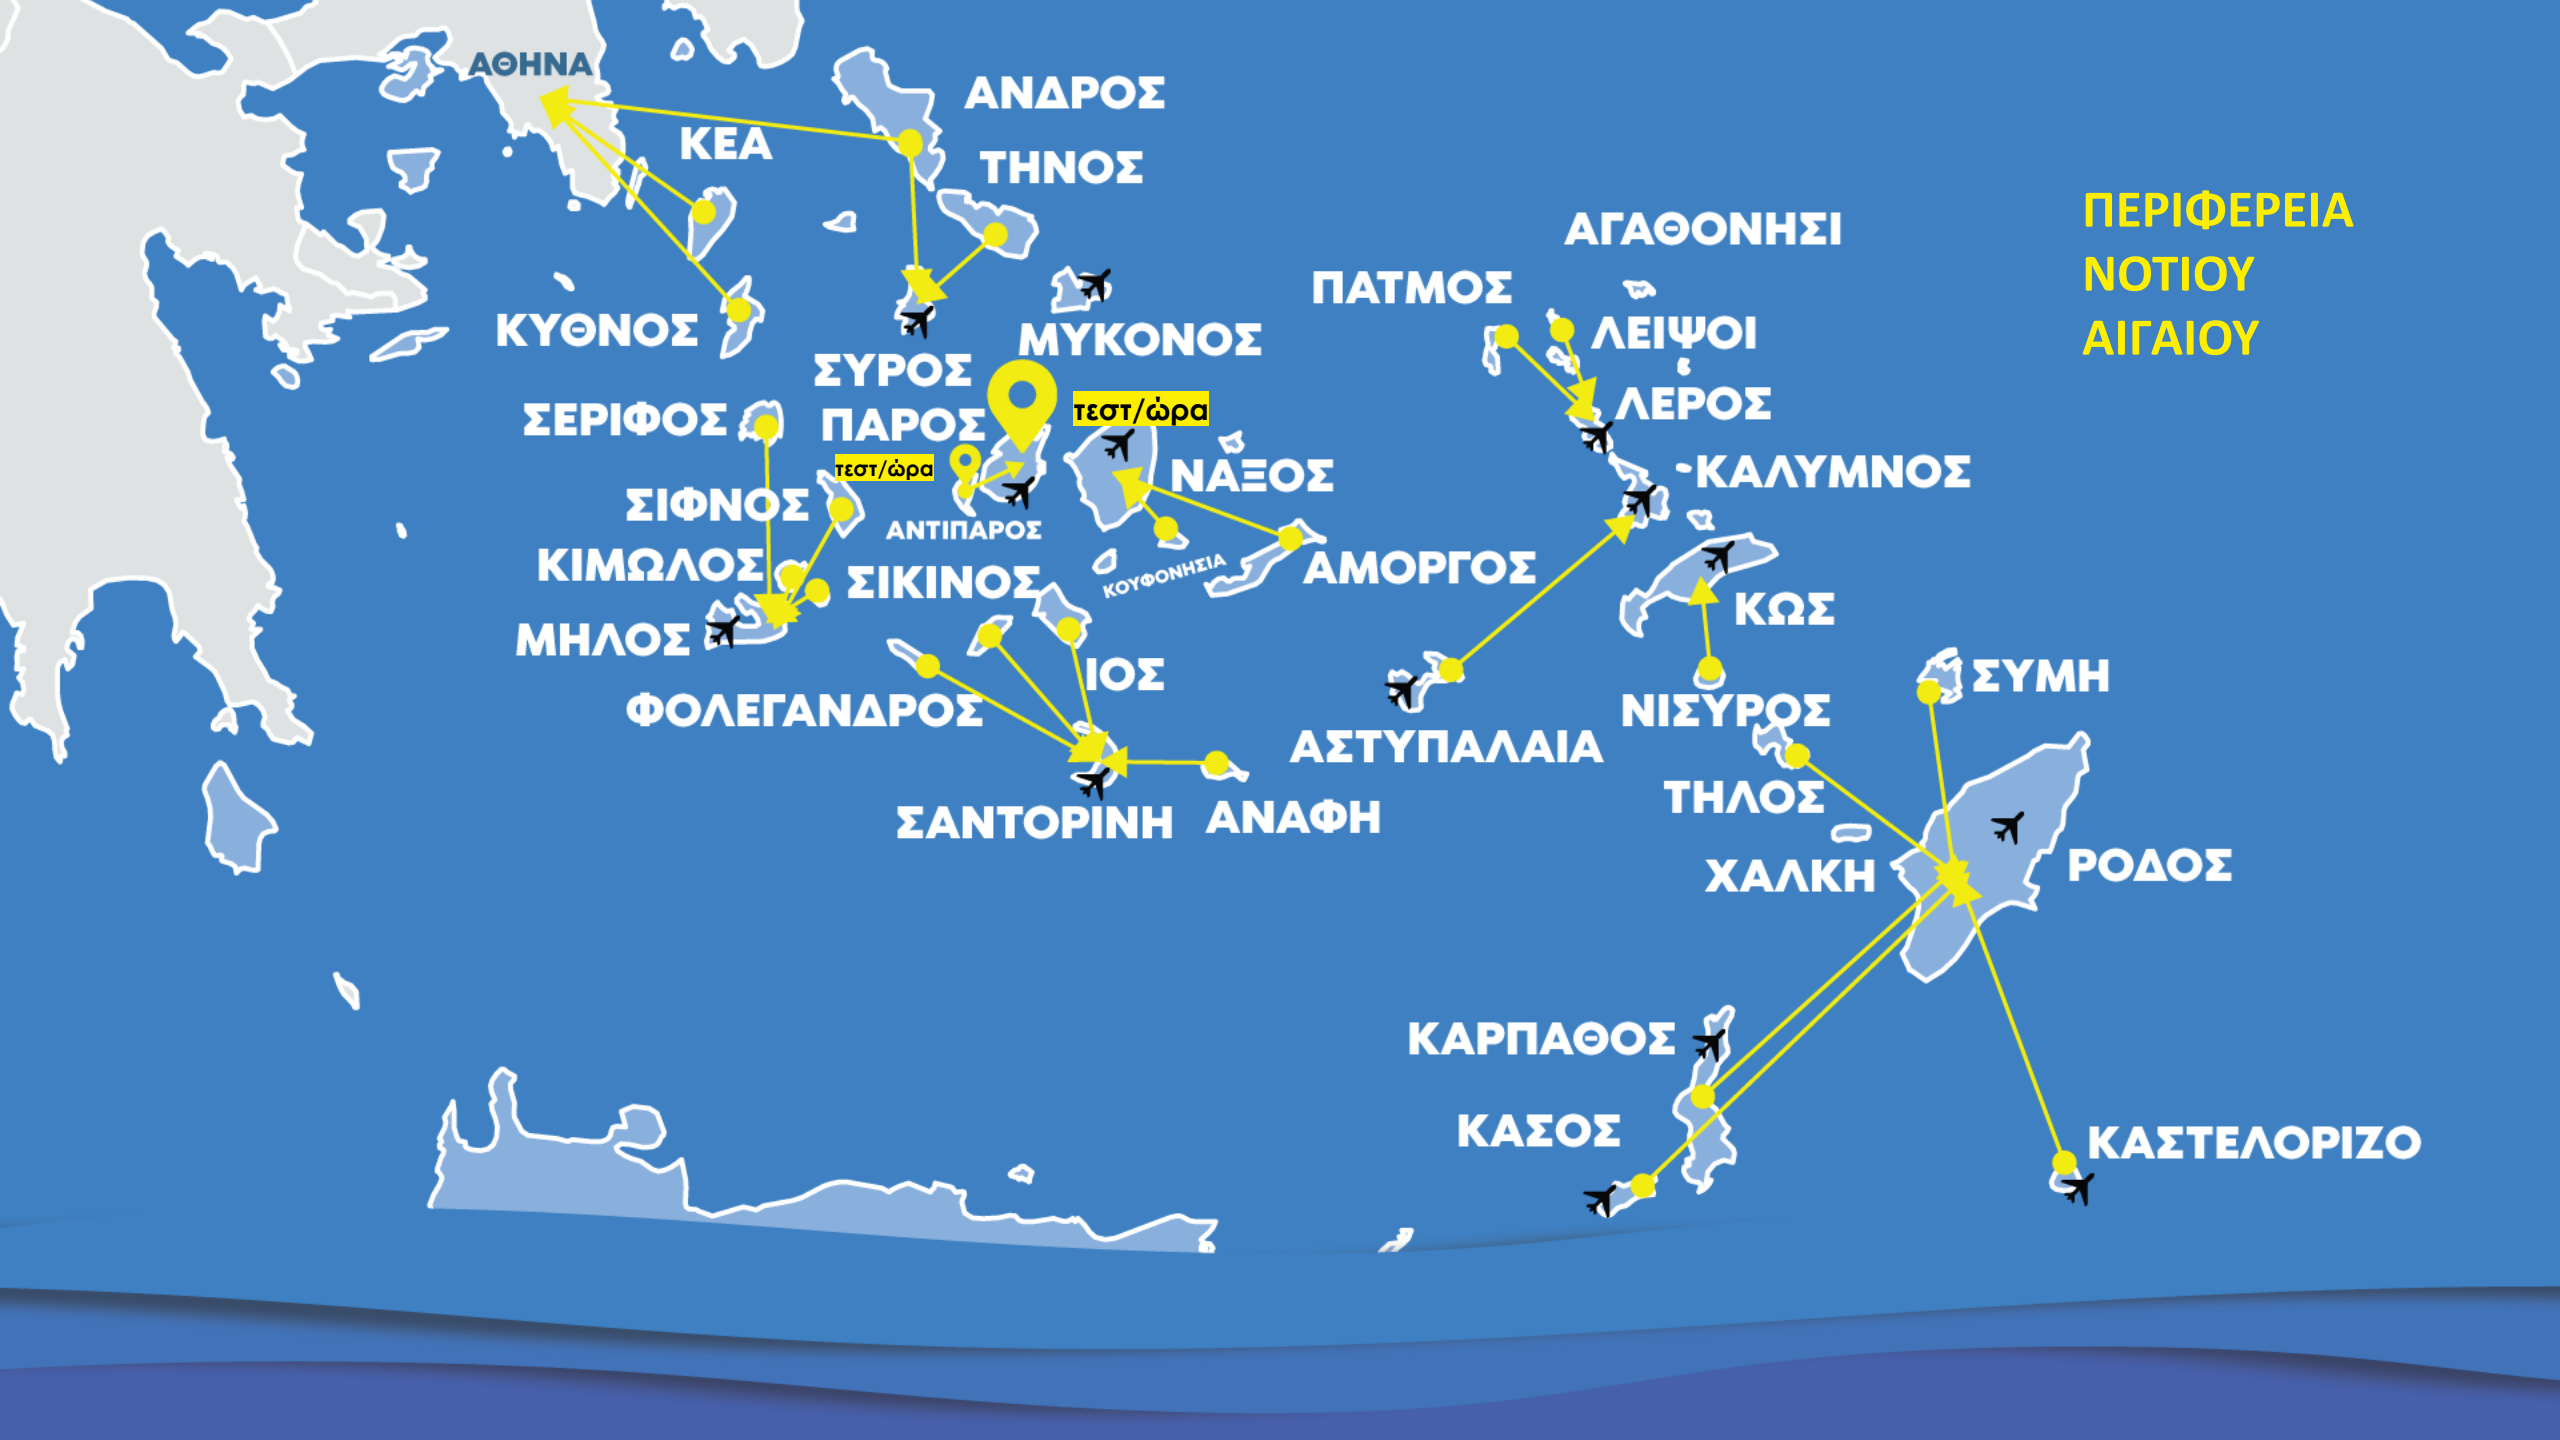 ΑΘΗΝΑ
ΑΝΔΡΟΣ
ΚΕΑ
ΤΗΝΟΣ
ΠΕΡΙΦΕΡΕΙΑ
ΝΟΤΙΟΥ
ΑΙΓΑΙΟΥ
ΑΓΑΘΟΝΗΣΙ
ΠΑΤΜΟΣ
ΚΥΘΝΟΣ
ΜΥΚΟΝΟΣ
ΛΕΙΨΟΙ
ΣΥΡΟΣ
ΛΕΡΟΣ
ΣΕΡΙΦΟΣ
ΠΑΡΟΣ
τεστ/ώρα
τεστ/ώρα
ΝΑΞΟΣ
ΚΑΛΥΜΝΟΣ
ΣΙΦΝΟΣ
ΑΝΤΙΠΑΡΟΣ
ΚΙΜΩΛΟΣ
ΣΙΚΙΝΟΣ
ΚΟΥΦΟΝΗΣΙΑ
ΑΜΟΡΓΟΣ
ΚΩΣ
ΜΗΛΟΣ
ΙΟΣ
ΣΥΜΗ
ΦΟΛΕΓΑΝΔΡΟΣ
ΝΙΣΥΡΟΣ
ΑΣΤΥΠΑΛΑΙΑ
ΤΗΛΟΣ
ΣΑΝΤΟΡΙΝΗ
ΑΝΑΦΗ
ΧΑΛΚΗ
ΡΟΔΟΣ
ΚΑΡΠΑΘΟΣ
ΚΑΣΟΣ
ΚΑΣΤΕΛΟΡΙΖΟ